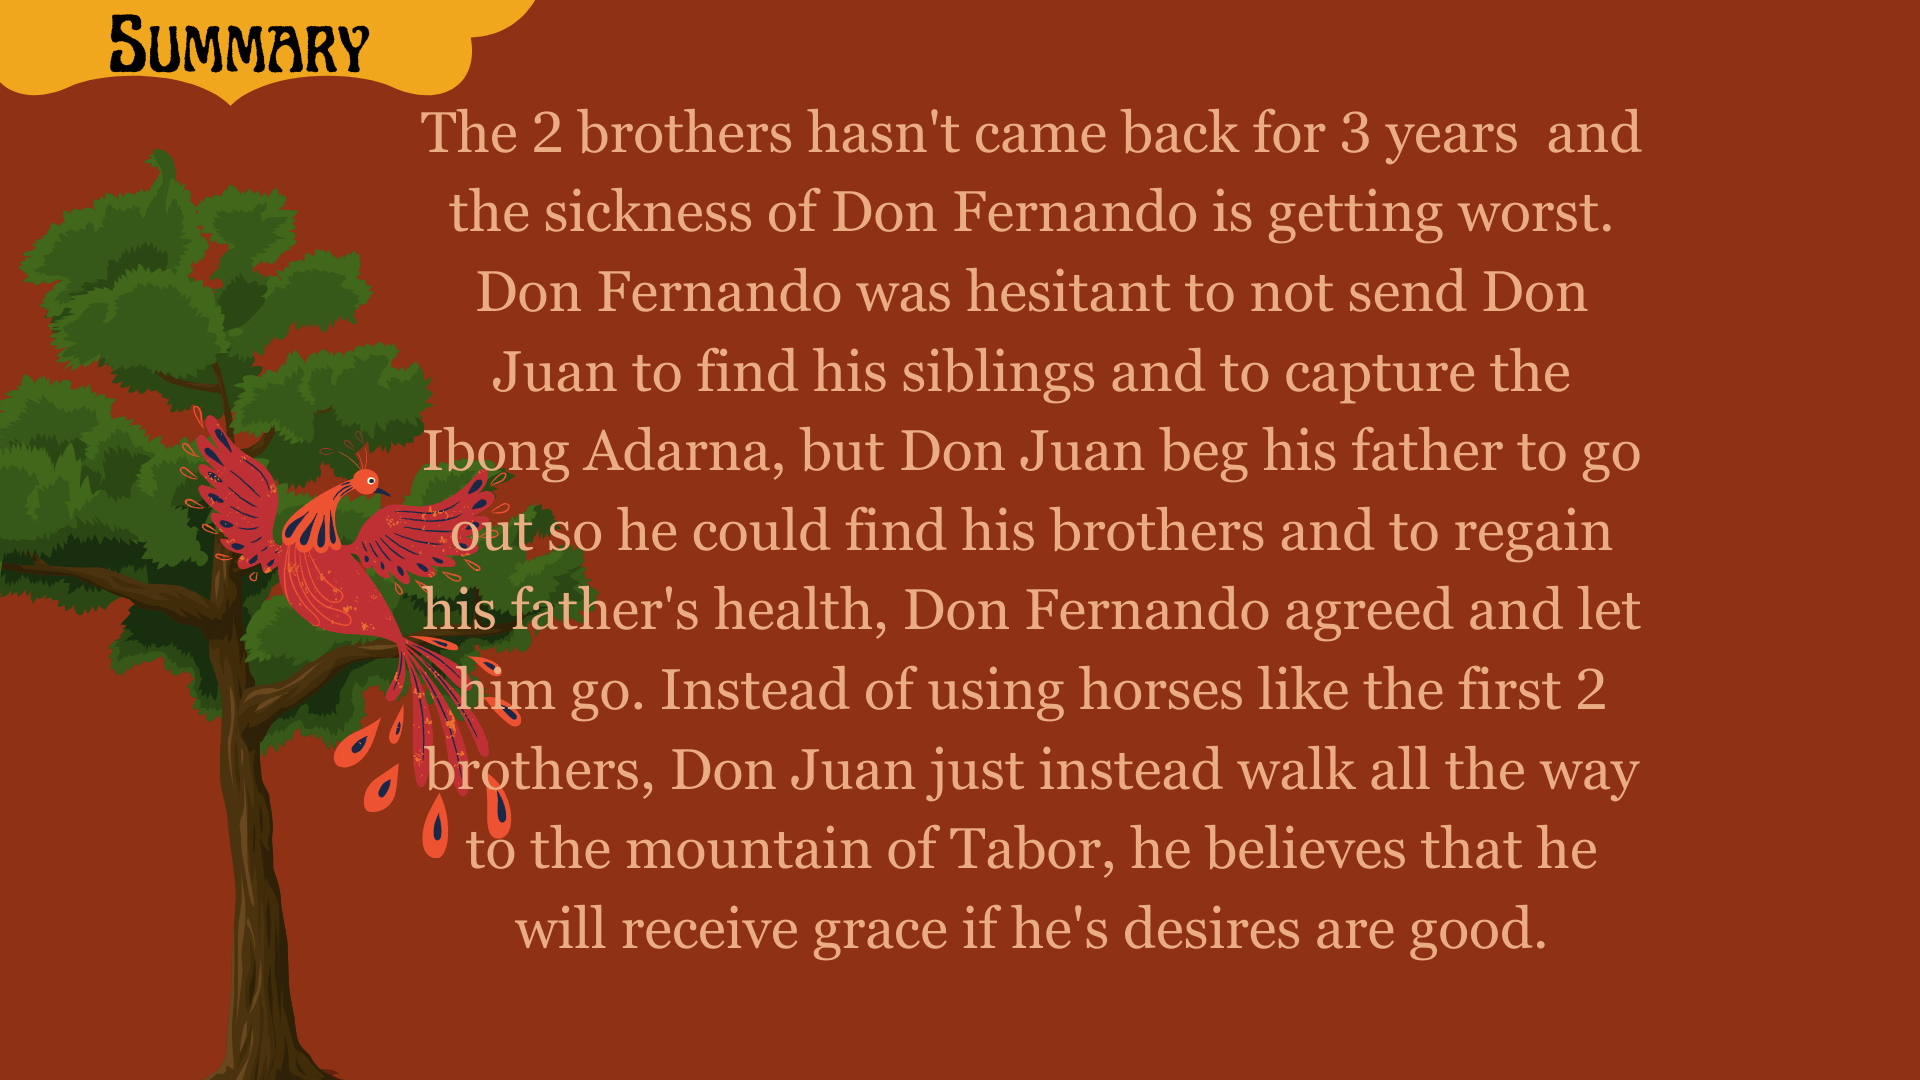 Summary
The 2 brothers hasn't came back for 3 years  and
the sickness of Don Fernando is getting worst.
Don Fernando was hesitant to not send Don
Juan to find his siblings and to capture the
Ibong Adarna, but Don Juan beg his father to go
out so he could find his brothers and to regain
his father's health, Don Fernando agreed and let
him go. Instead of using horses like the first 2
brothers, Don Juan just instead walk all the way
to the mountain of Tabor, he believes that he
will receive grace if he's desires are good.